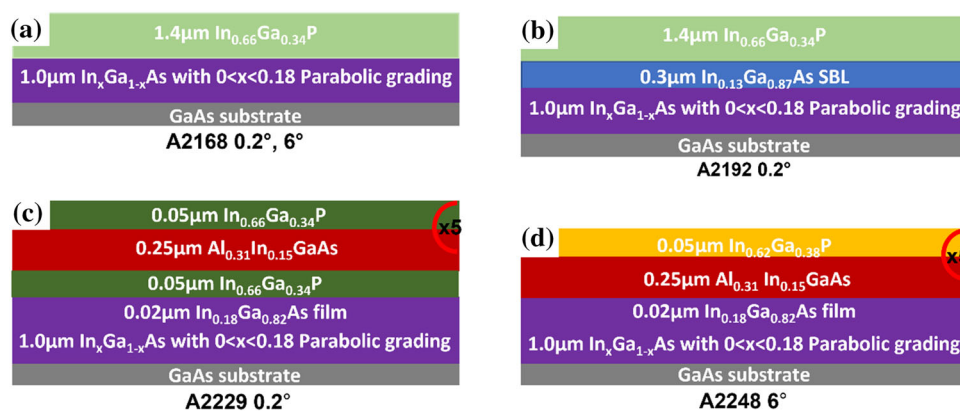 (a)
1.4μm In0.66Ga0.34P
1.0μm InxGa1-xAs with 0<x<0.18 Parabolic grading
GaAs substrate
A2168 0.2°, 6°
(b)
1.4μm In0.66Ga0.34P
0.3μm In0.13Ga0.87As SBL
1.0μm InxGa1-xAs with 0<x<0.18 Parabolic grading
GaAs substrate
A2192 0.2°
(c)
0.05μm In0.66Ga0.34P
x5
0.25μm Al0.31In0.15GaAs
0.05μm In0.66Ga0.34P
0.02μm In0.18Ga0.82As film
1.0μm InxGa1-xAs with 0<x<0.18 Parabolic grading
GaAs substrate
A2229 0.2°
(d)
0.05μm In0.62Ga0.38P
0.25μm Al0.31 In0.15GaAs
0.02μm In0.18Ga0.82As film
1.0μm InxGa1-xAs with 0<x<0.18 Parabolic grading
GaAs substrate
A2248 6°